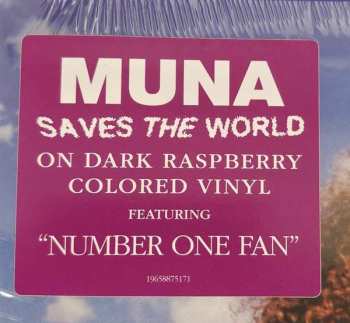 MUNA
SAVES THE WORLD
ON DARK RASPBERRY
COLORED VINYL
FEATURING
“NUMBER ONE FAN”
19658875171